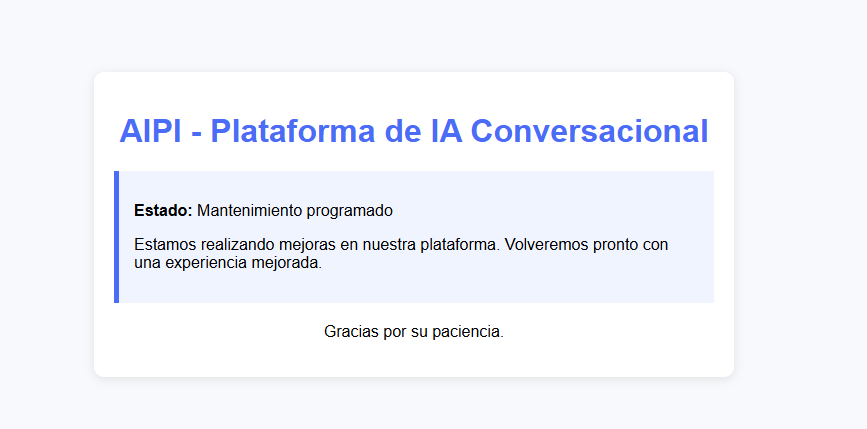 AIPI - Plataforma de IA Conversacional
Estado: Mantenimiento programado
Estamos realizando mejoras en nuestra plataforma. Volveremos pronto con
una experiencia mejorada.
Gracias por su paciencia.